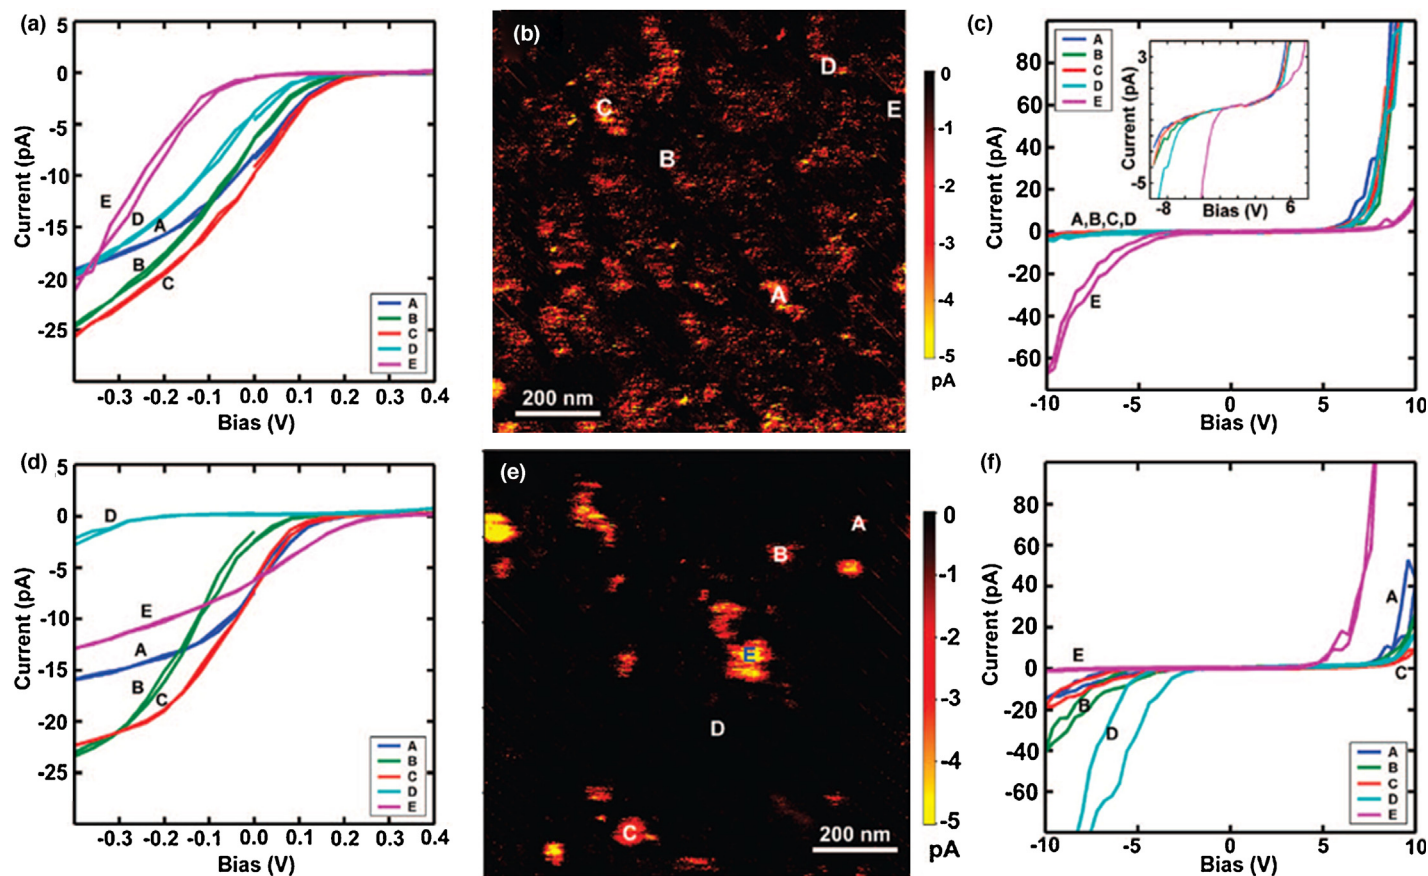 (a)
5
0
-5
-10
-15
-20
-25
Current (pA)
E
D
A
B
C
C
A
B
C
D
E
-0.3 -0.2 -0.1 0.0 0.1 0.2 0.3 0.4
Bias (V)
(b)
D
C
E
B
A
200 nm
0
-1
-2
-3
-4
-5
pA
(c)
80
60
40
20
0
-20
-40
-60
Current (pA)
A
B
C
D
E
3
-5
Current (pA)
-8 6
Bias (V)
A,B,C,D
E
-10 -5 0 5 10
Bias (V)
(d)
5
0
-5
-10
-15
-20
-25
Current (pA)
D
E
A
B
C
A
B
C
D
E
-0.3 -0.2 -0.1 0.0 0.1 0.2 0.3 0.4
Bias (V)
(e)
A
B
E
D
C
200 nm
0
-1
-2
-3
-4
-5
pA
(f)
80
60
40
20
0
-20
-40
-60
Current (pA)
E
A
C
B
D
A
B
C
D
E
-10 -5 0 5 10
Bias (V)